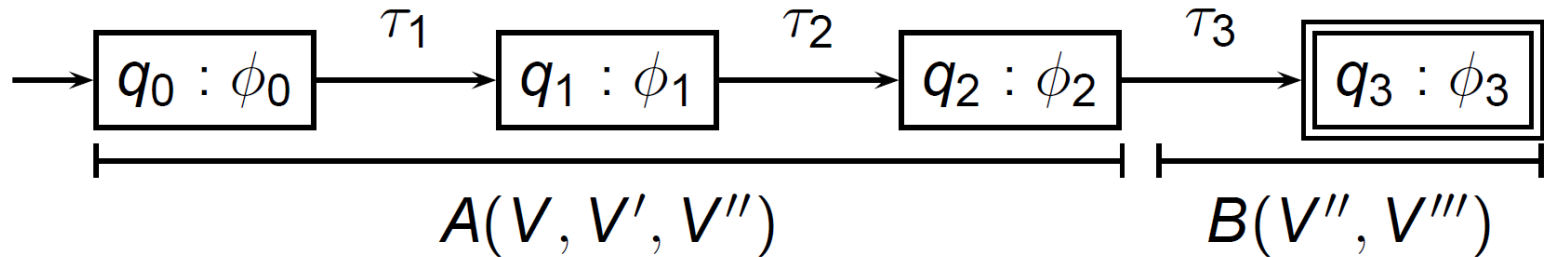 τ₁ τ₂ τ₃
q₀ : ϕ₀ q₁ : ϕ₁ q₂ : ϕ₂ q₃ : ϕ₃
A(V, V′, V″) B(V″, V‴)